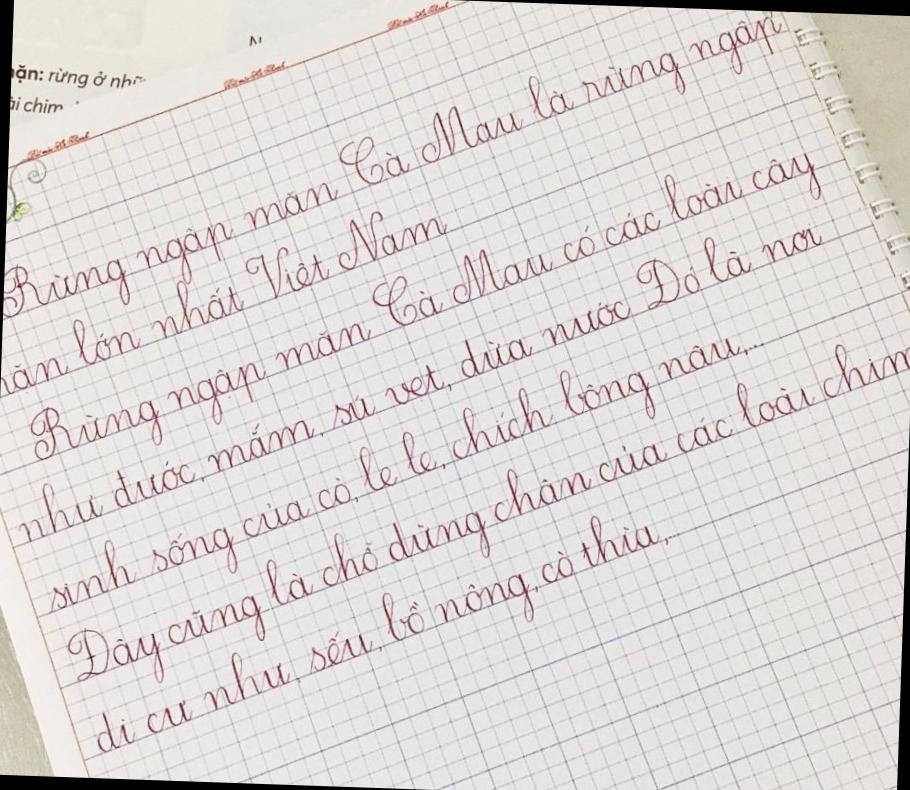 ặn: rừng ở nhữ
ài chim
Rừng ngập mặn Cà Mau là rừng ngập
mặn lớn nhất Việt Nam
Rừng ngập mặn Cà Mau có các loài cây
như đước, mắm, sú vẹt, dừa nước Đó là nơi
sinh sống của cò, le le, chích bông nâu,...
Đây cũng là chỗ dừng chân của các loài chim
di cư như, sếu, bồ nông, cò thìa,...